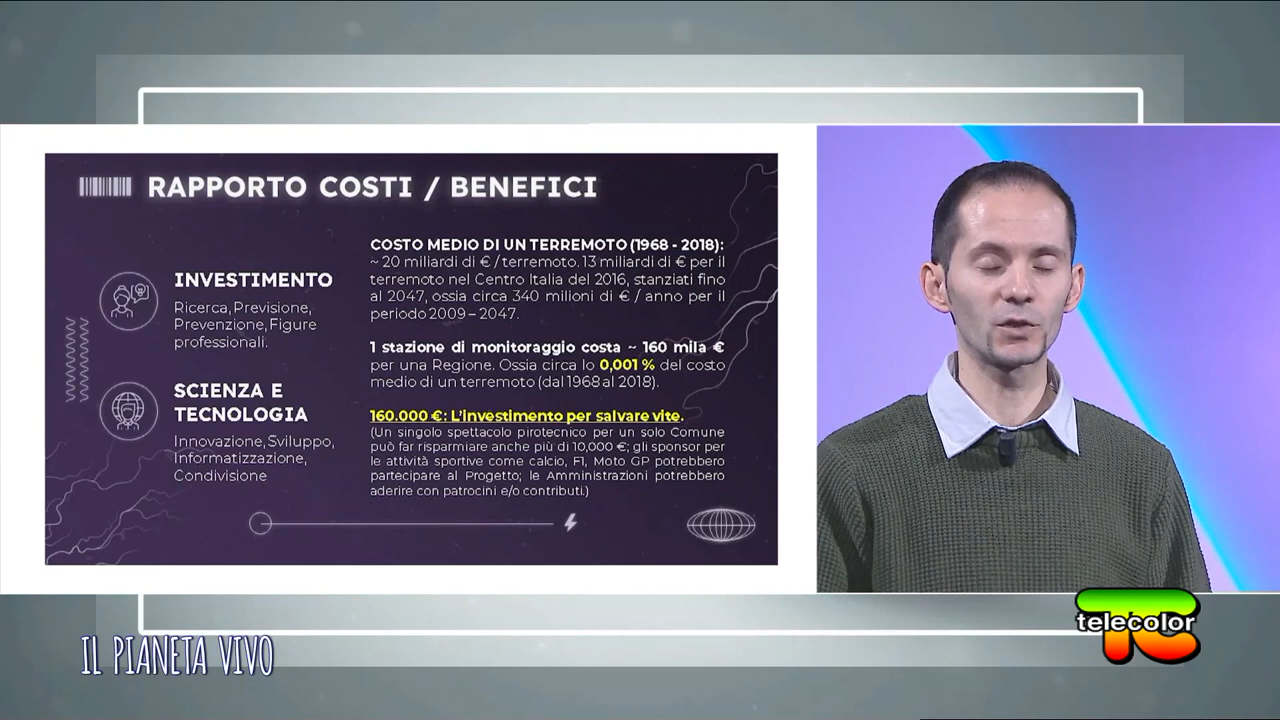 RAPPORTO COSTI / BENEFICI
INVESTIMENTO
Ricerca, Previsione,
Prevenzione, Figure
professionali.
SCIENZA E
TECNOLOGIA
Innovazione, Sviluppo,
Informatizzazione,
Condivisione
COSTO MEDIO DI UN TERREMOTO (1968 - 2018):
~ 20 miliardi di € / terremoto. 13 miliardi di € per il
terremoto nel Centro Italia del 2016, stanziati fino
al 2047, ossia circa 340 milioni di € / anno per il
periodo 2009 – 2047.
1 stazione di monitoraggio costa ~ 160 mila €
per una Regione. Ossia circa lo 0,001 % del costo
medio di un terremoto (dal 1968 al 2018).
160.000 €: L’investimento per salvare vite.
(Un singolo spettacolo pirotecnico per un solo Comune
può far risparmiare anche più di 10,000 €; gli sponsor per
le attività sportive come calcio, F1, Moto GP potrebbero
partecipare al Progetto; le Amministrazioni potrebbero
aderire con patrocini e/o contributi.)
IL PIANETA VIVO
TC
telecolor